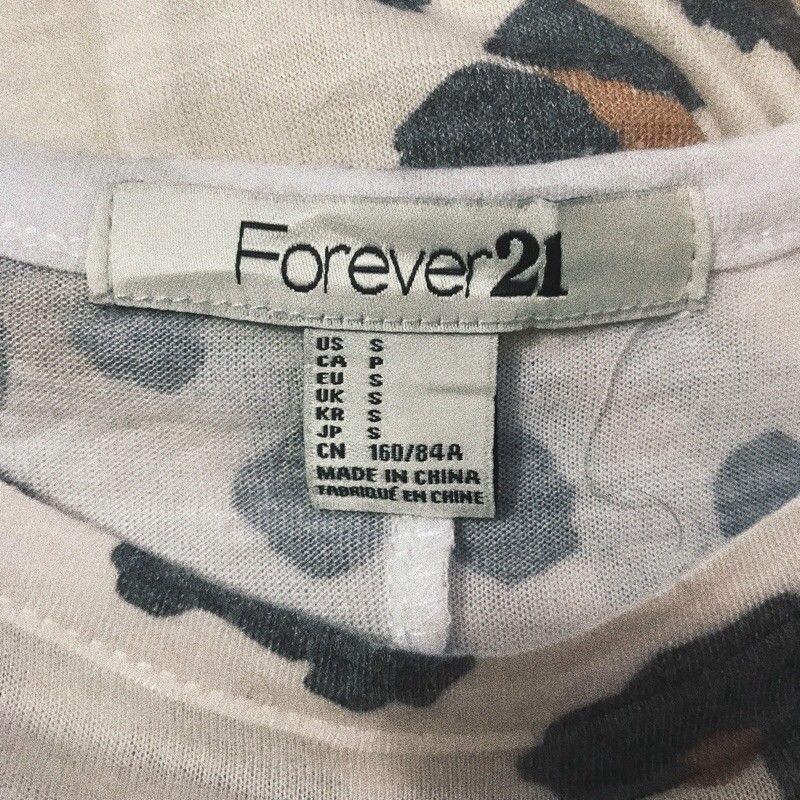 Forever21
US S
CA P
EU S
UK S
KR S
JP S
CN 160/84A
MADE IN CHINA
FABRIQUÉ EN CHINE